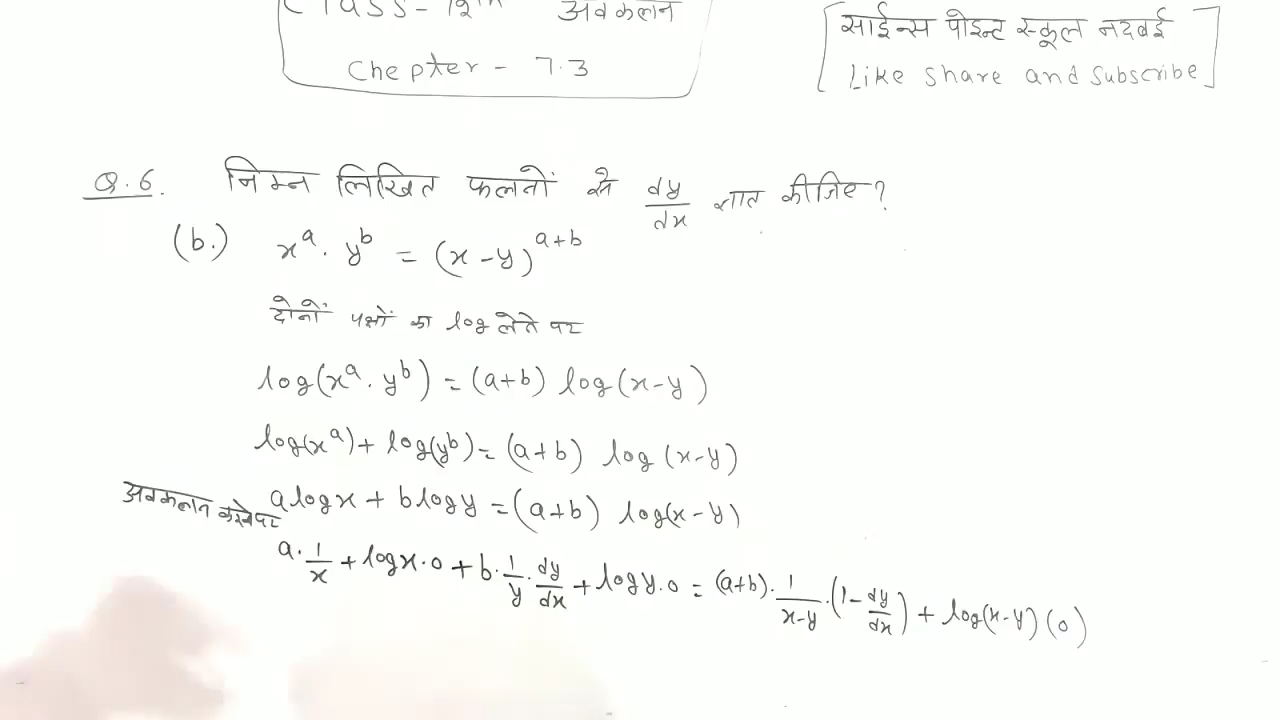 Class-12th अवकलन
Chepter - 7.3
[साईन्स पोइन्ट स्कूल नदबई
Like Share and Subscribe]
Q.6. निम्न लिखित फलनों से dy/dx ज्ञात कीजिए?
(b.) x^a . y^b = (x-y)^{a+b}
दोनों पक्षों का log लेते पर
log(x^a . y^b) = (a+b) log(x-y)
log(x^a) + log(y^b) = (a+b) log (x-y)
अवकलान करने पर a log x + b log y = (a+b) log(x-y)
a. 1/x + log x . 0 + b. 1/y . dy/dx + log y . 0 = (a+b) . 1/x-y . (1 - dy/dx) + log(x-y) (0)